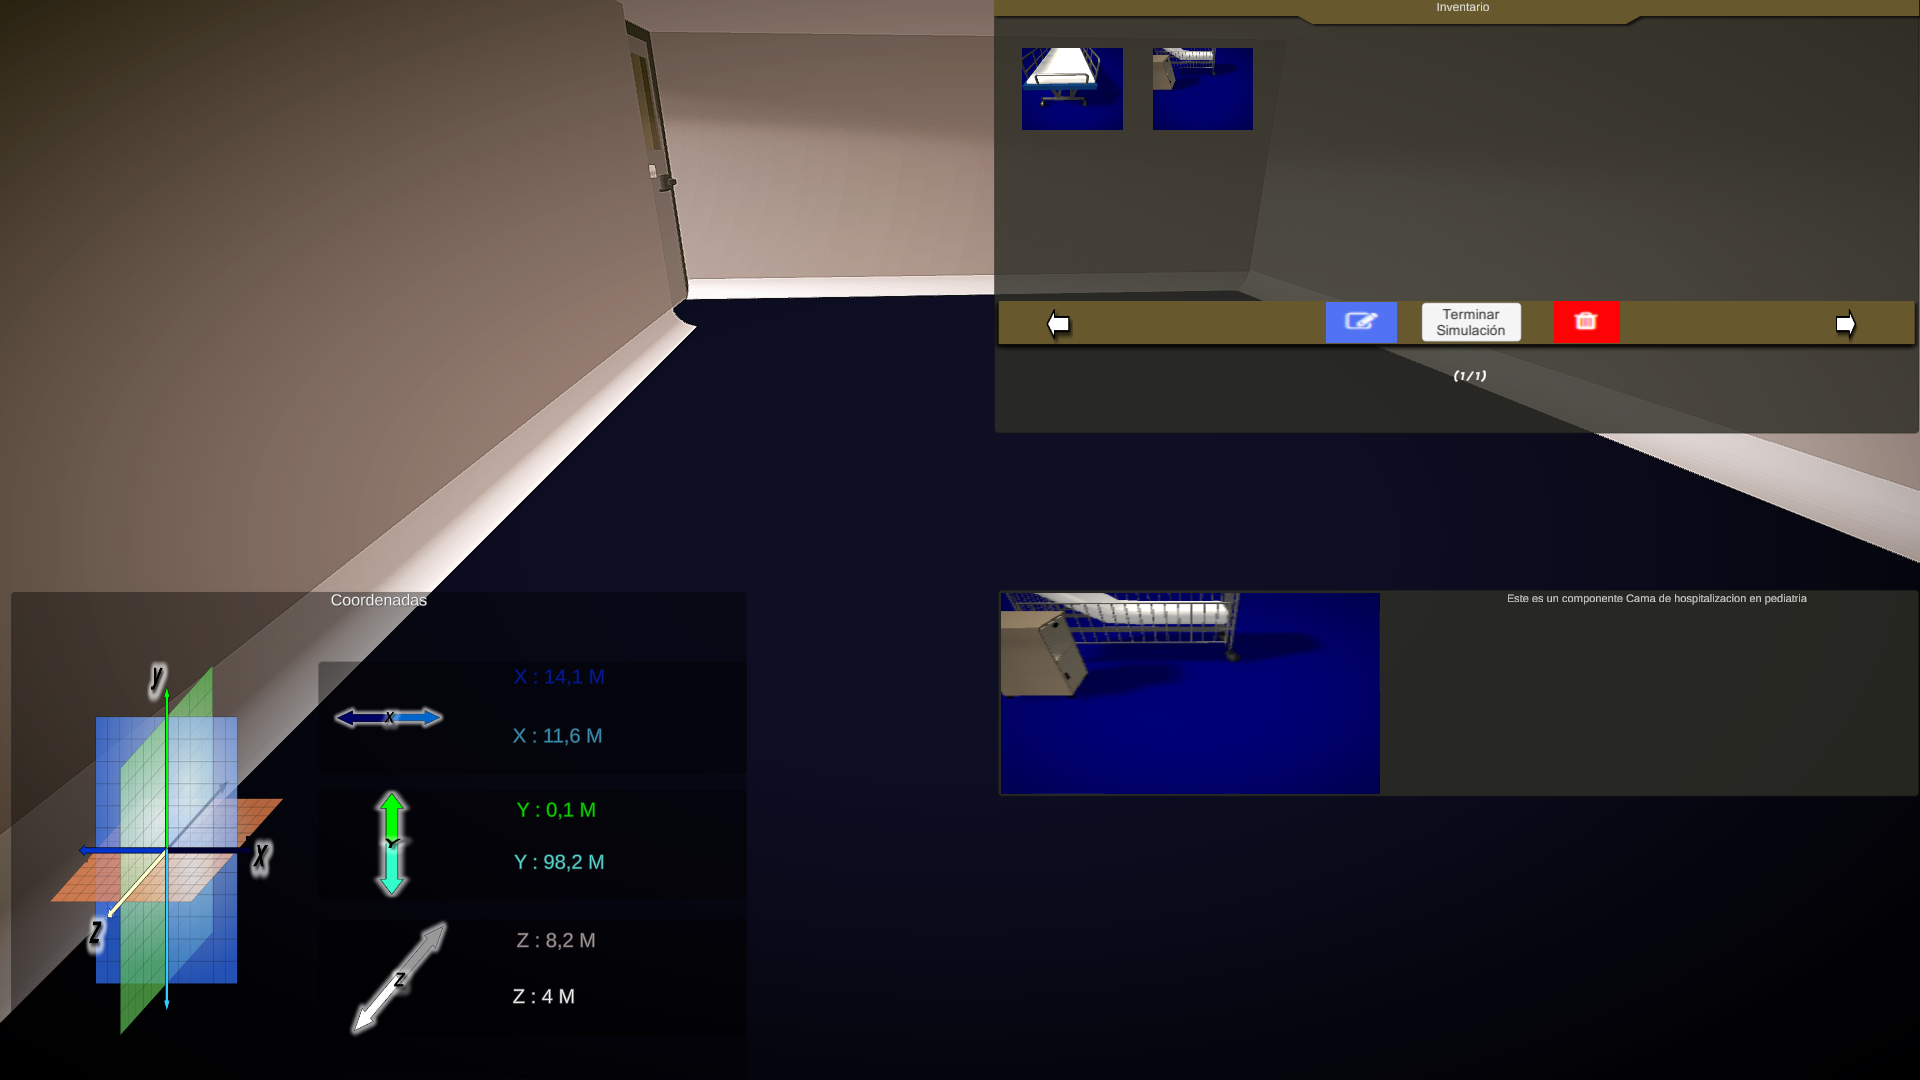 Inventario
Terminar
Simulación
(1/1)
Coordenadas
Este es un componente Cama de hospitalizacion en pediatria
y
X
Z
X
X : 14,1 M
X : 11,6 M
Y
Y : 0,1 M
Y : 98,2 M
Z
Z : 8,2 M
Z : 4 M